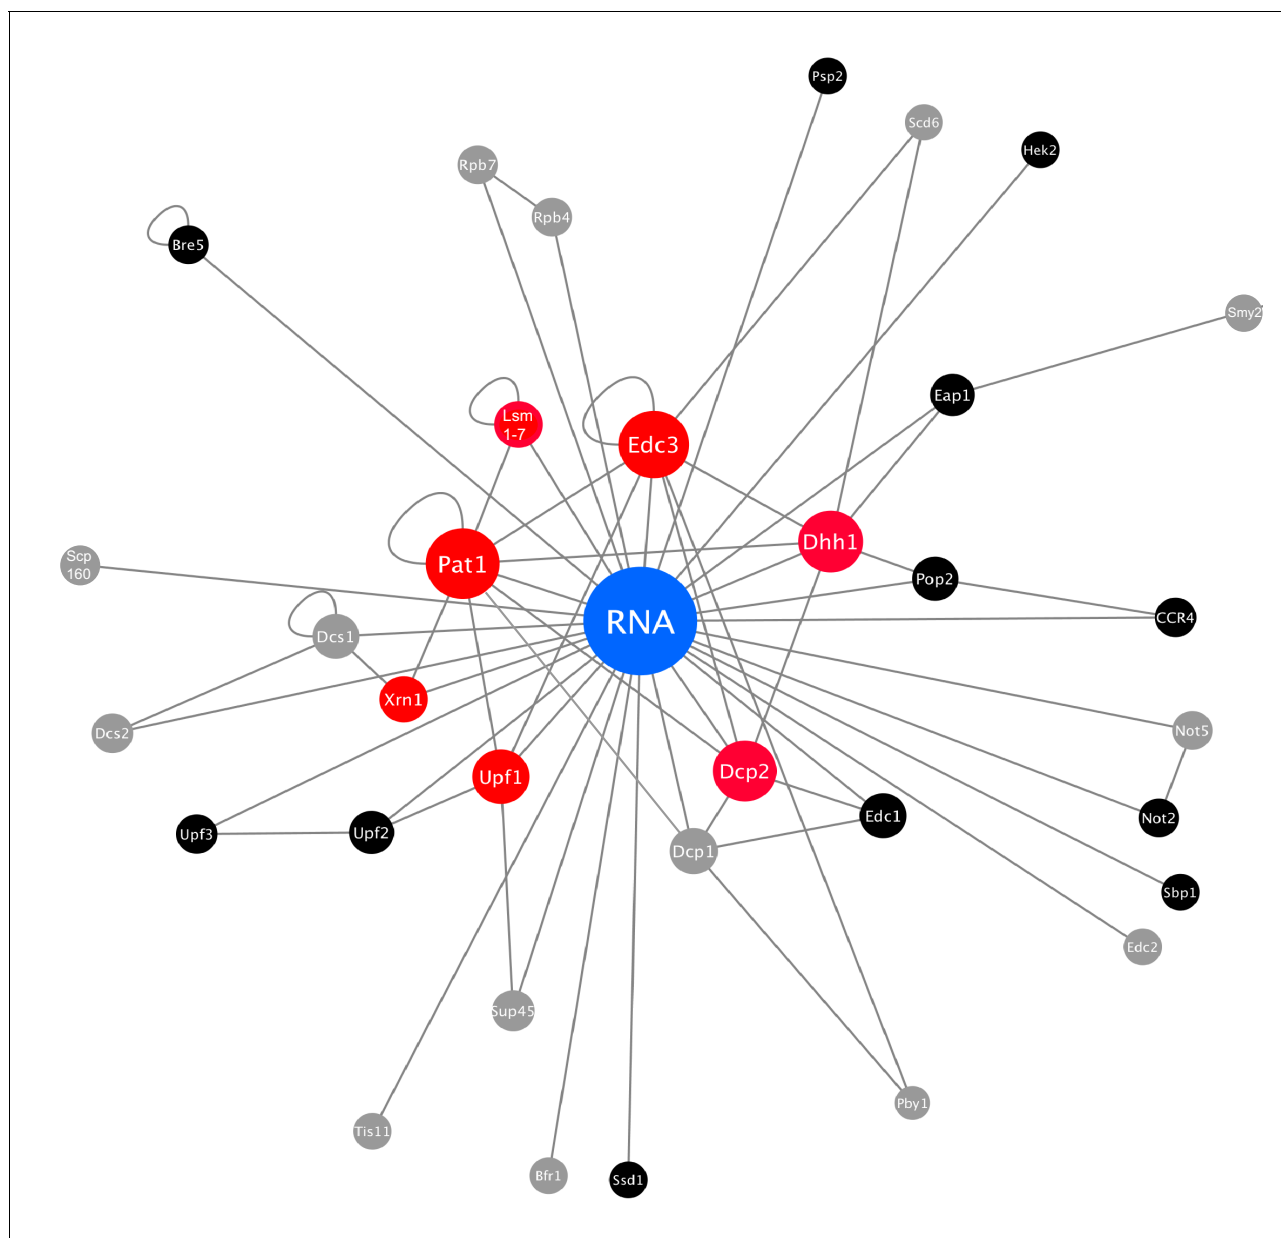 Psp2
Scd6
Hek2
Rpb7
Rpb4
Bre5
Smy2
Eap1
Lsm
1-7
Edc3
Dhh1
Pat1
Scp
160
Pop2
RNA
CCR4
Dcs1
Xrn1
Dcs2
Not5
Upf1
Dcp2
Edc1
Not2
Upf3
Upf2
Dcp1
Sbp1
Edc2
Sup45
Pby1
Tis11
Bfr1
Ssd1